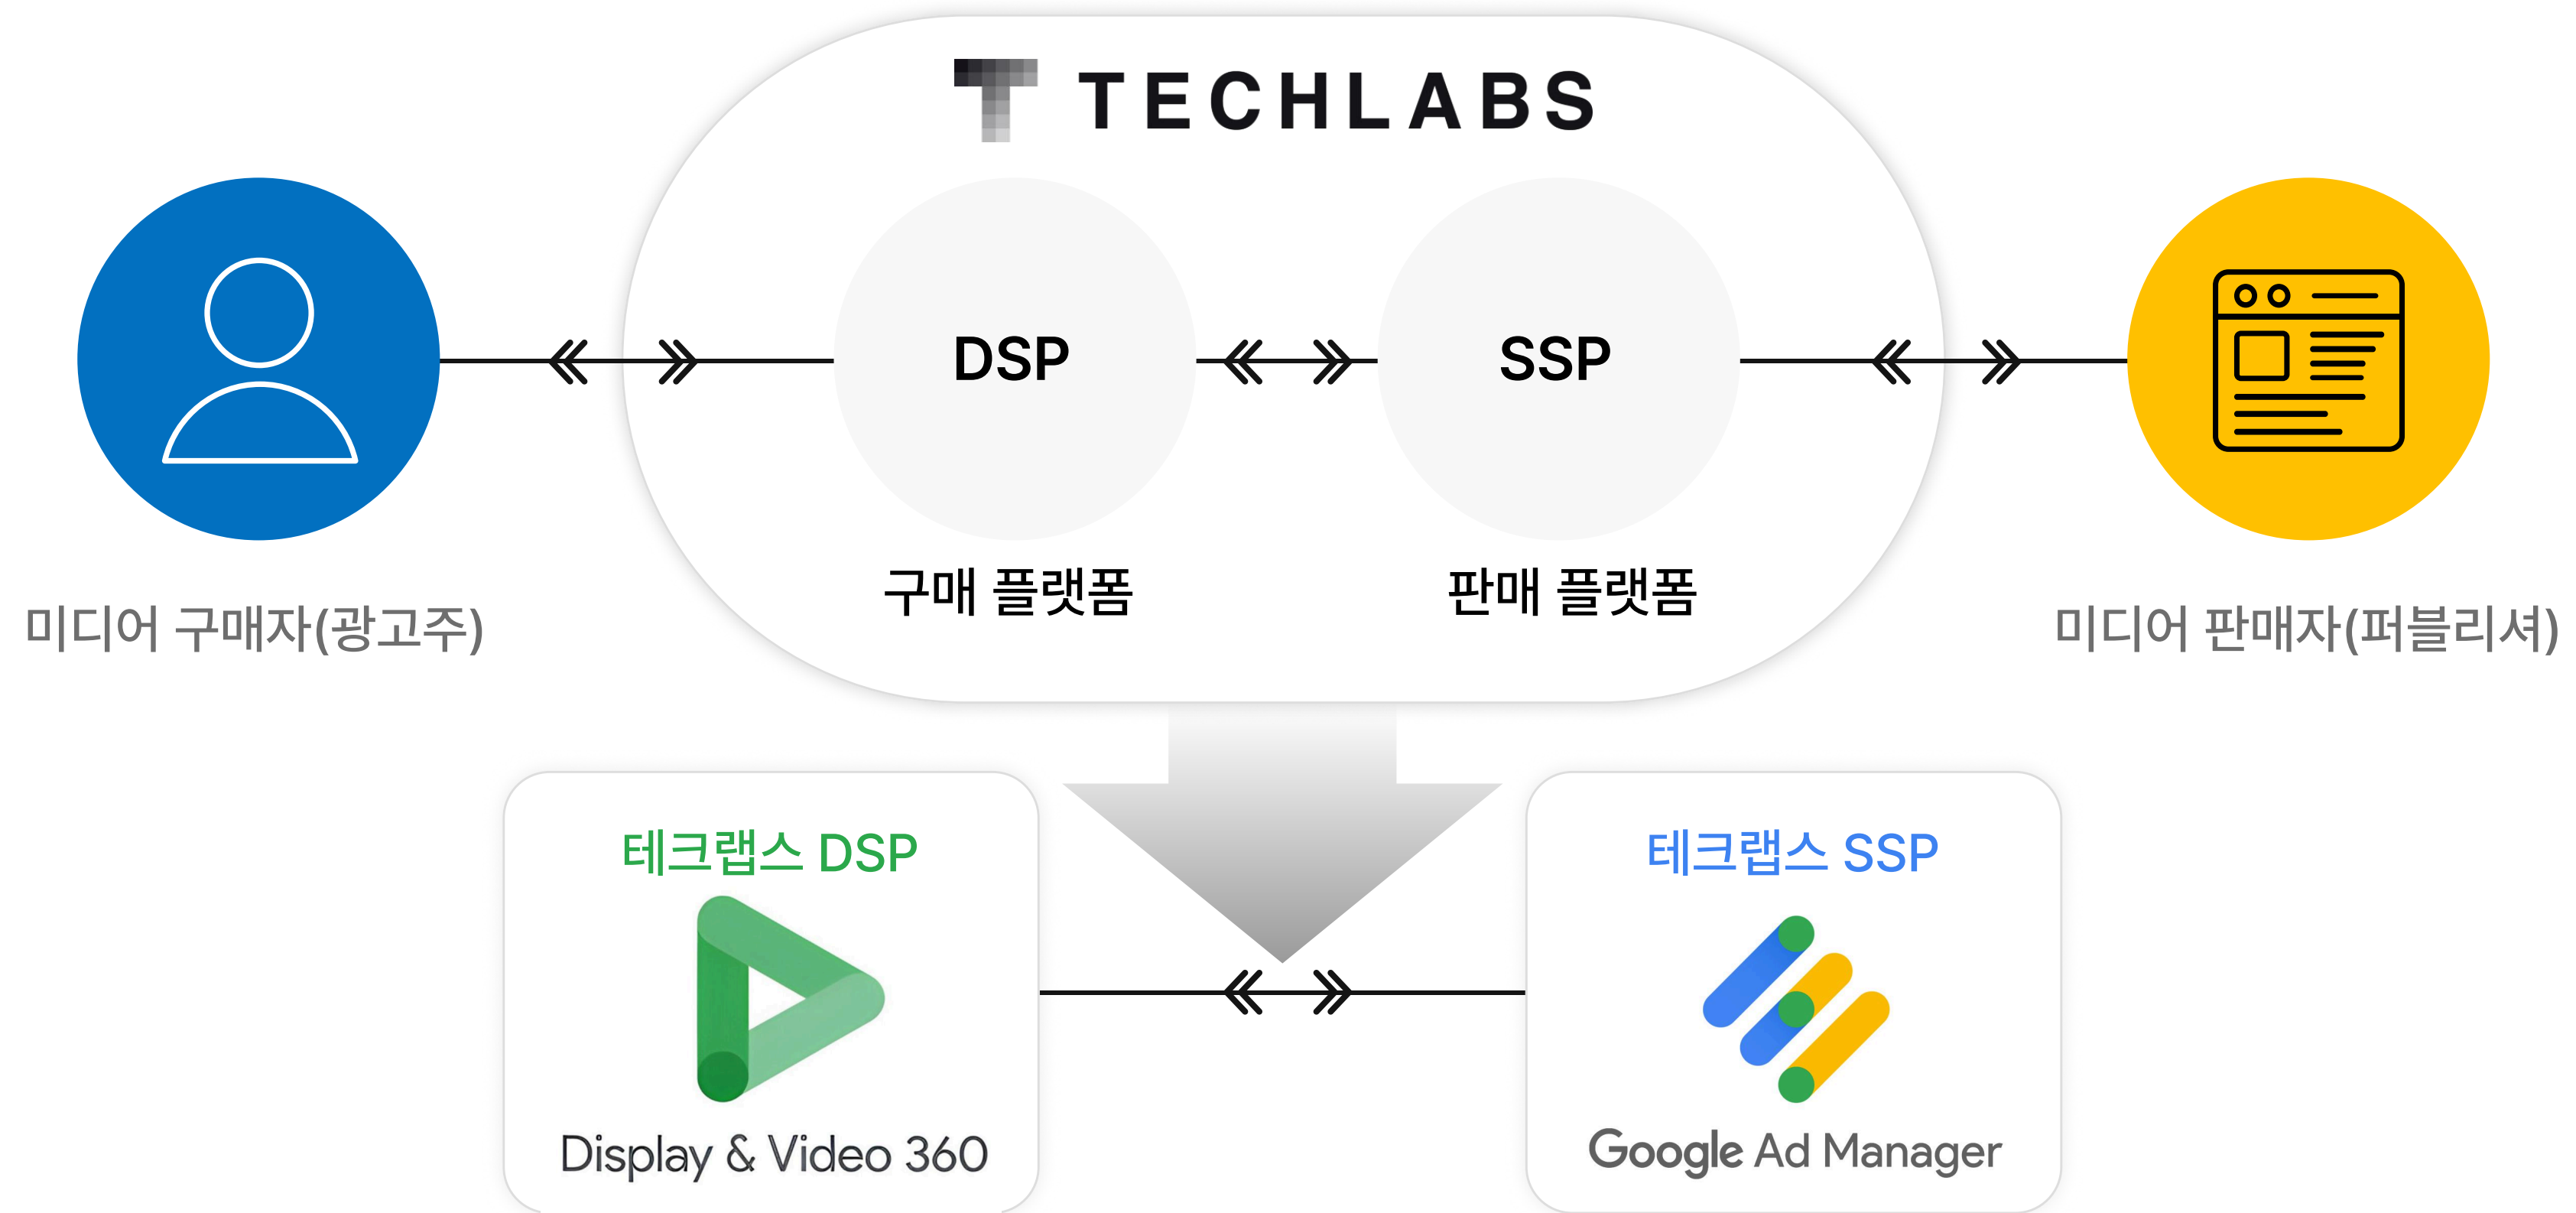 TECHLABS
DSP
SSP
구매 플랫폼
판매 플랫폼
미디어 구매자(광고주)
미디어 판매자(퍼블리셔)
테크랩스 DSP
테크랩스 SSP
Display & Video 360
Google Ad Manager